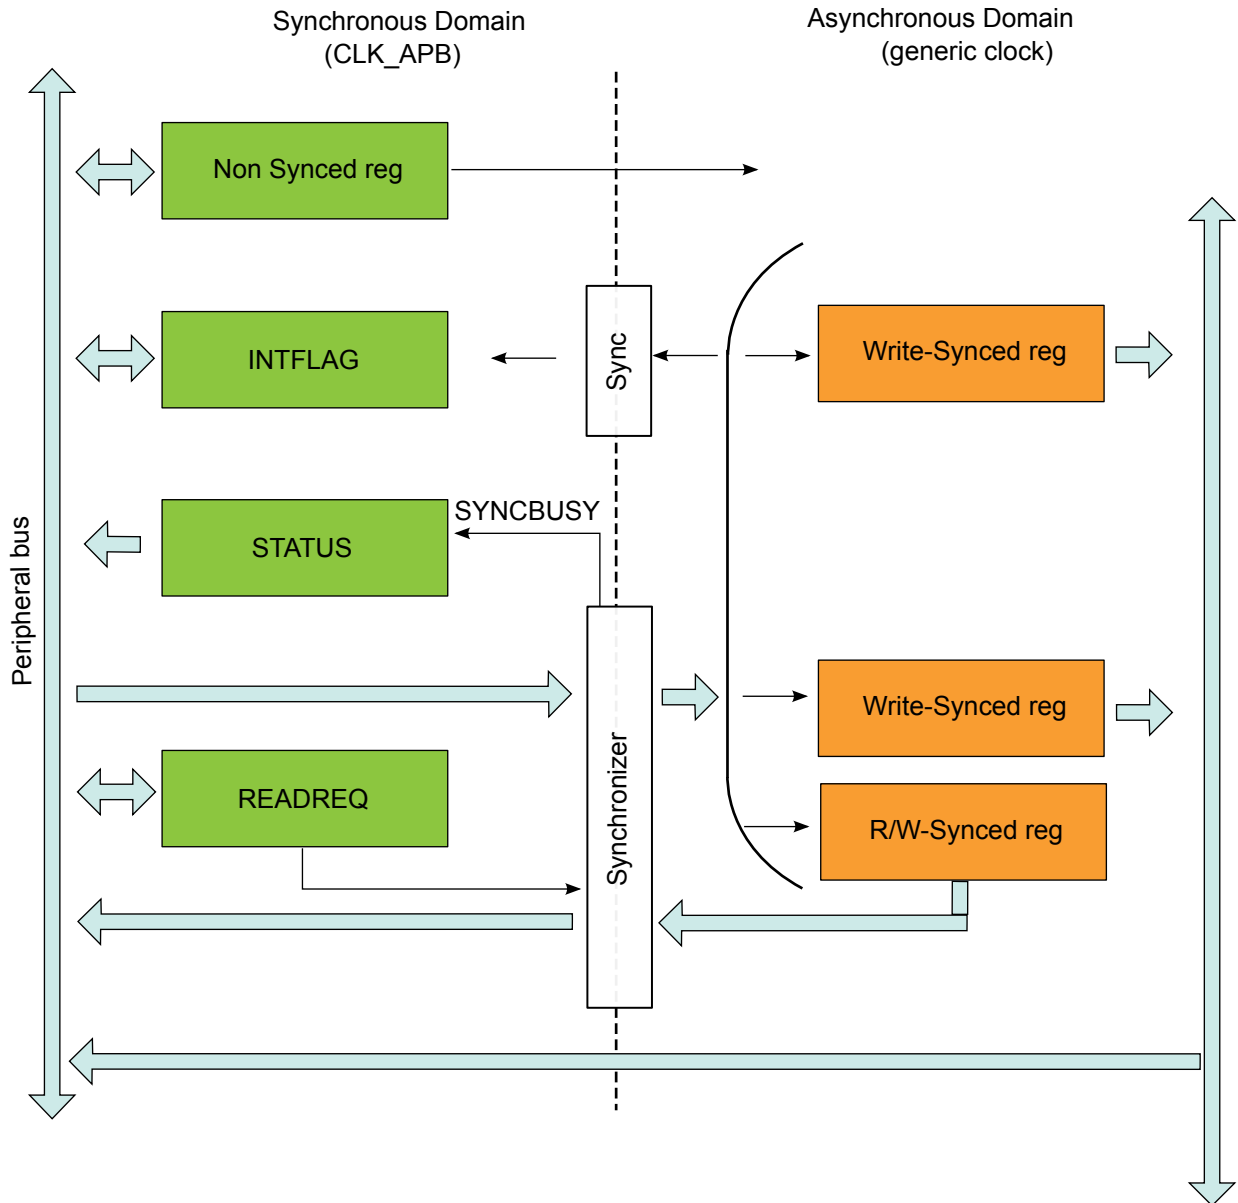 Synchronous Domain
(CLK_APB)
Asynchronous Domain
(generic clock)
Non Synced reg
INTFLAG
Sync
Write-Synced reg
SYNCBUSY
STATUS
Peripheral bus
Write-Synced reg
READREQ
Synchronizer
R/W-Synced reg